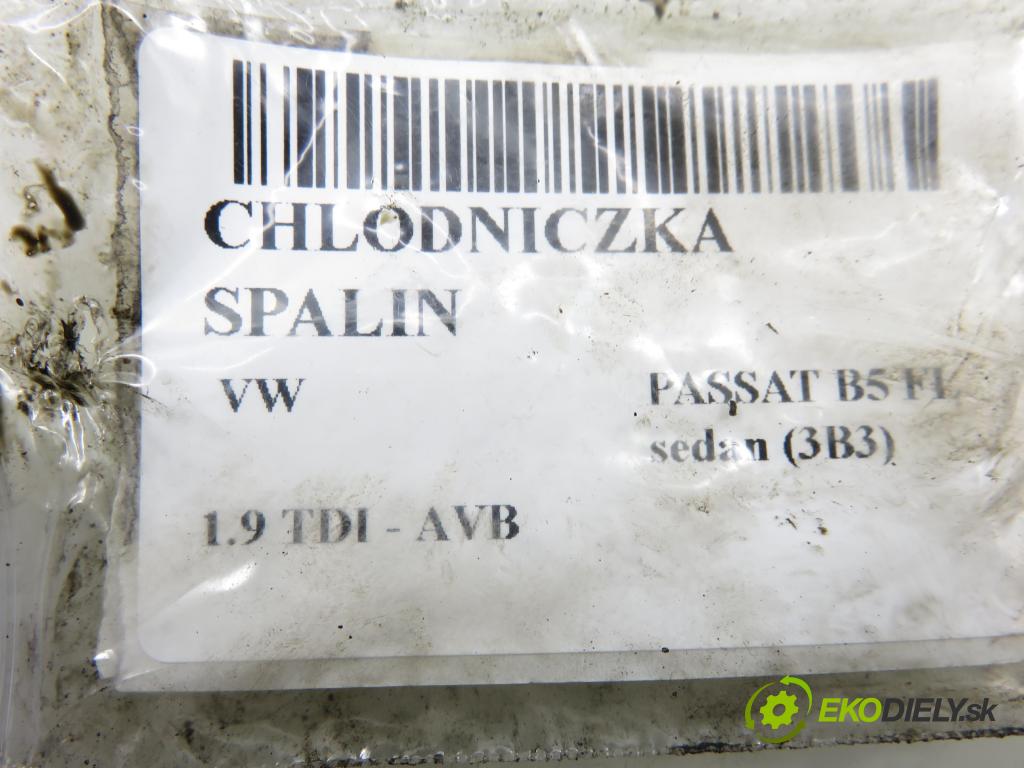 CHLODNICZKA
SPALIN
VW
PASSAT B5 FL
sedan (3B3)
1.9 TDI - AVB
EKODIELY.sk